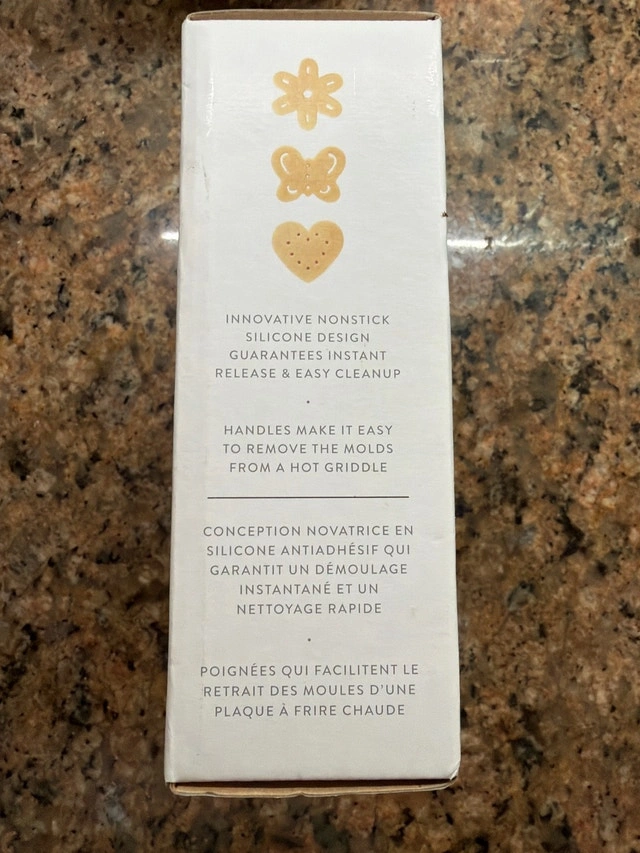 INNOVATIVE NONSTICK
SILICONE DESIGN
GUARANTEES INSTANT
RELEASE & EASY CLEANUP
•
HANDLES MAKE IT EASY
TO REMOVE THE MOLDS
FROM A HOT GRIDDLE
CONCEPTION NOVATRICE EN
SILICONE ANTIADHÉSIF QUI
GARANTIT UN DÉMOULAGE
INSTANTANÉ ET UN
NETTOYAGE RAPIDE
•
POIGNÉES QUI FACILITENT LE
RETRAIT DES MOULES D'UNE
PLAQUE À FRIRE CHAUDE